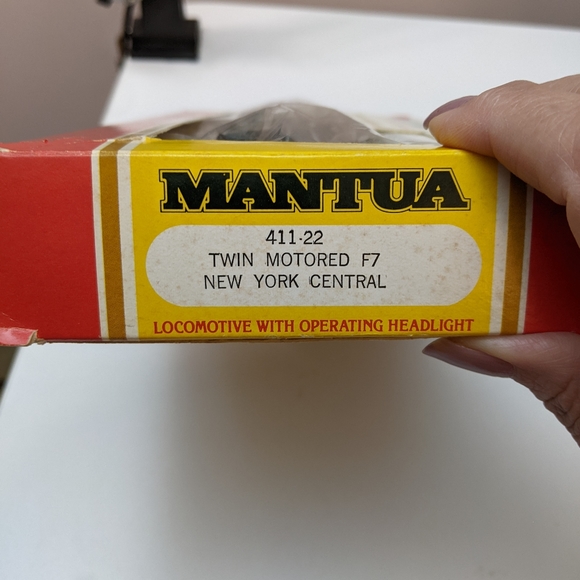 MANTUA
411-22
TWIN MOTORED F7
NEW YORK CENTRAL
LOCOMOTIVE WITH OPERATING HEADLIGHT